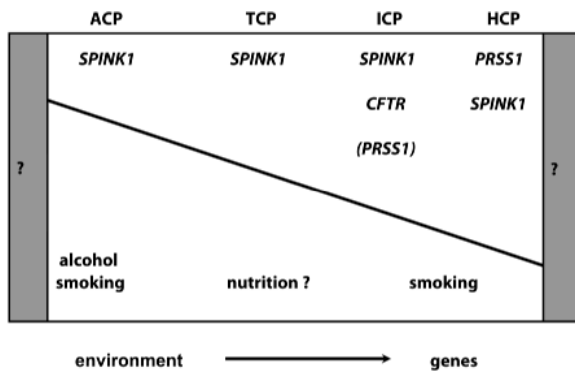 ACP TCP ICP HCP
SPINK1 SPINK1 SPINK1 PRSS1
CFTR SPINK1
(PRSS1)
? ?
alcohol
smoking nutrition ? smoking
environment genes